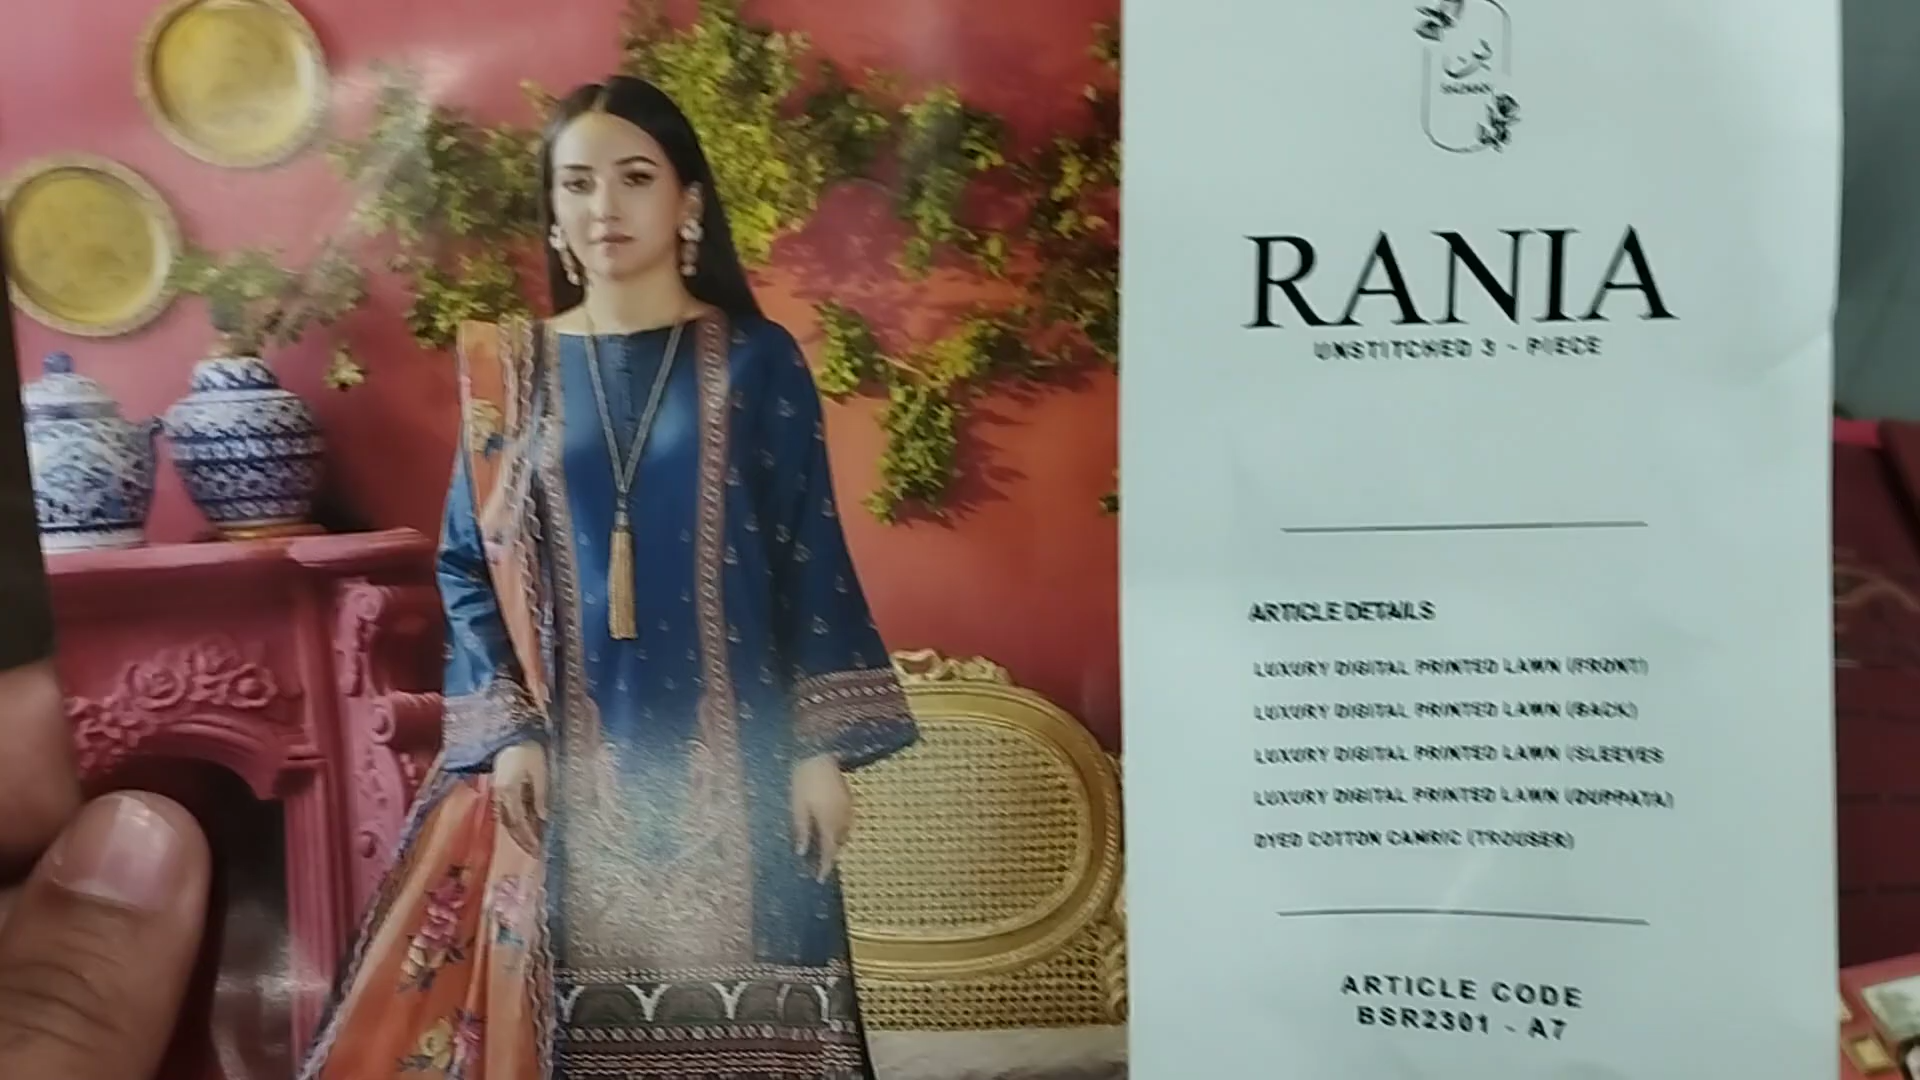 RANIA
UNSTITCHED 3 - PIECE
ARTICLE DETAILS
LUXURY DIGITAL PRINTED LAWN (FRONT)
LUXURY DIGITAL PRINTED LAWN (BACK)
LUXURY DIGITAL PRINTED LAWN (SLEEVES
LUXURY DIGITAL PRINTED LAWN (DUPPATA)
DYED COTTON CAMRIC (TROUSER)
ARTICLE CODE
BSR2301 - A7